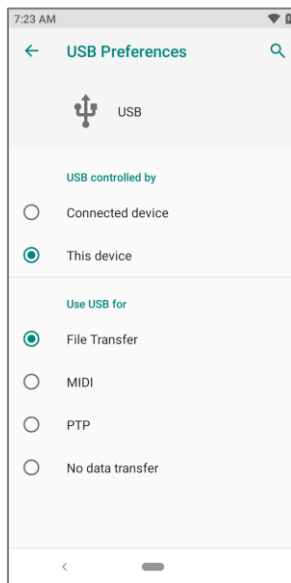 7:23 AM
USB Preferences
USB
USB controlled by
Connected device
This device
Use USB for
File Transfer
MIDI
PTP
No data transfer